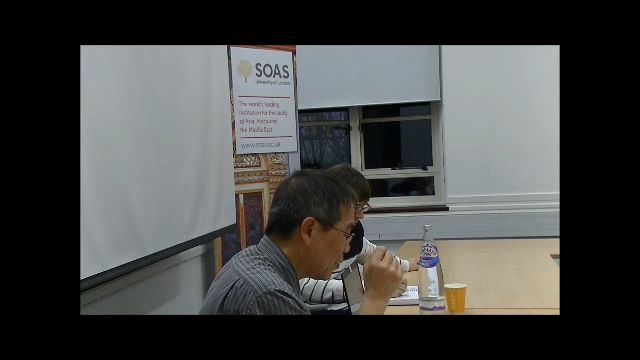 SOAS
University of London
The world's leading
institution for the study
of Asia, Africa and
the Middle East
www.soas.ac.uk